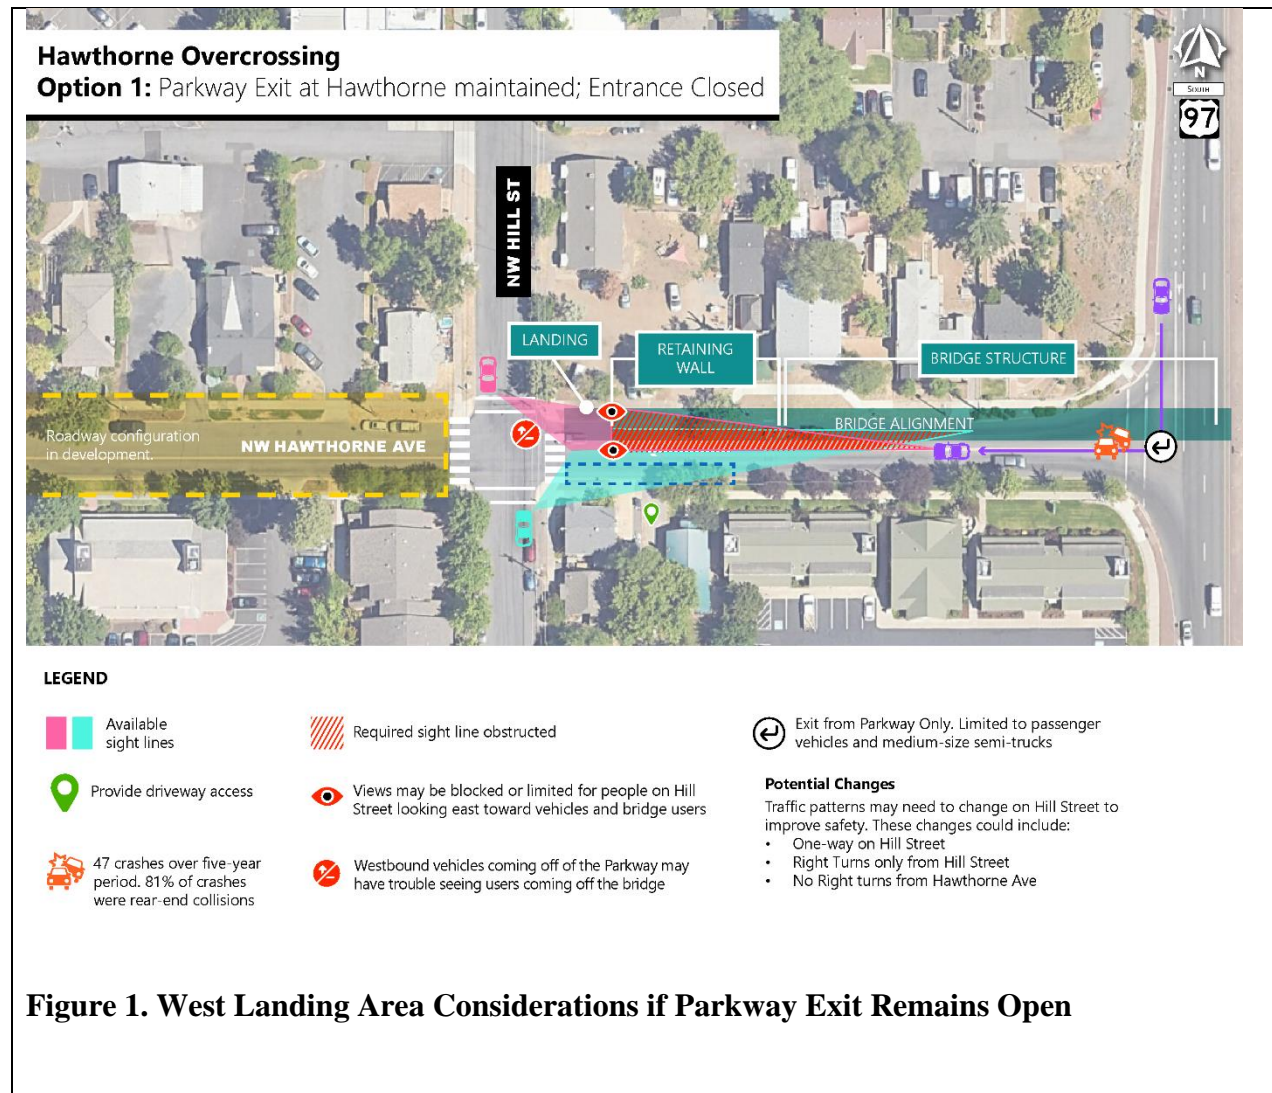 Hawthorne Overcrossing
Option 1: Parkway Exit at Hawthorne maintained; Entrance Closed
N
SOUTH
97
NW HILL ST
LANDING
RETAINING
WALL
BRIDGE STRUCTURE
BRIDGE ALIGNMENT
Roadway configuration
in development.
NW HAWTHORNE AVE
LEGEND
Available
sight lines
Provide driveway access
47 crashes over five-year
period. 81% of crashes
were rear-end collisions
Required sight line obstructed
Views may be blocked or limited for people on Hill
Street looking east toward vehicles and bridge users
Westbound vehicles coming off of the Parkway may
have trouble seeing users coming off the bridge
Exit from Parkway Only. Limited to passenger
vehicles and medium-size semi-trucks
Potential Changes
Traffic patterns may need to change on Hill Street to
improve safety. These changes could include:
• One-way on Hill Street
• Right Turns only from Hill Street
• No Right turns from Hawthorne Ave
Figure 1. West Landing Area Considerations if Parkway Exit Remains Open